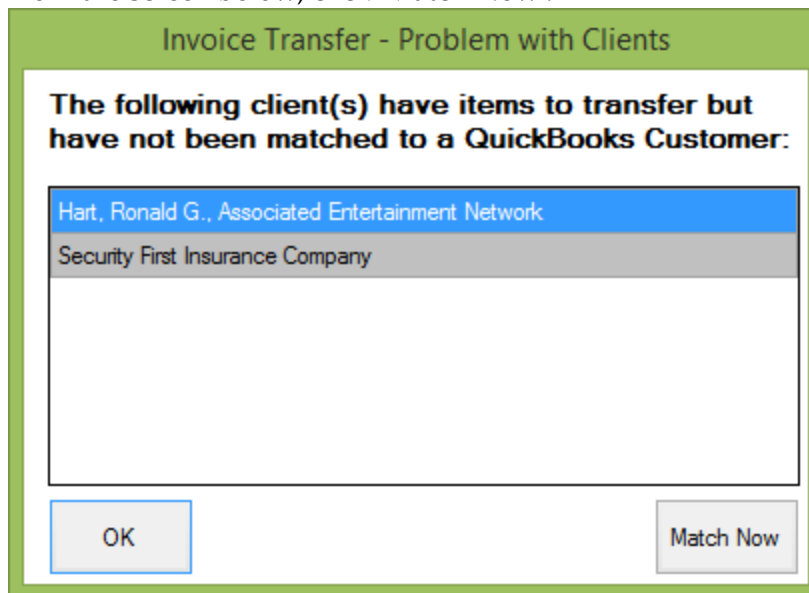 Invoice Transfer - Problem with Clients
The following client(s) have items to transfer but
have not been matched to a QuickBooks Customer:
Hart, Ronald G., Associated Entertainment Network
Security First Insurance Company
OK
Match Now